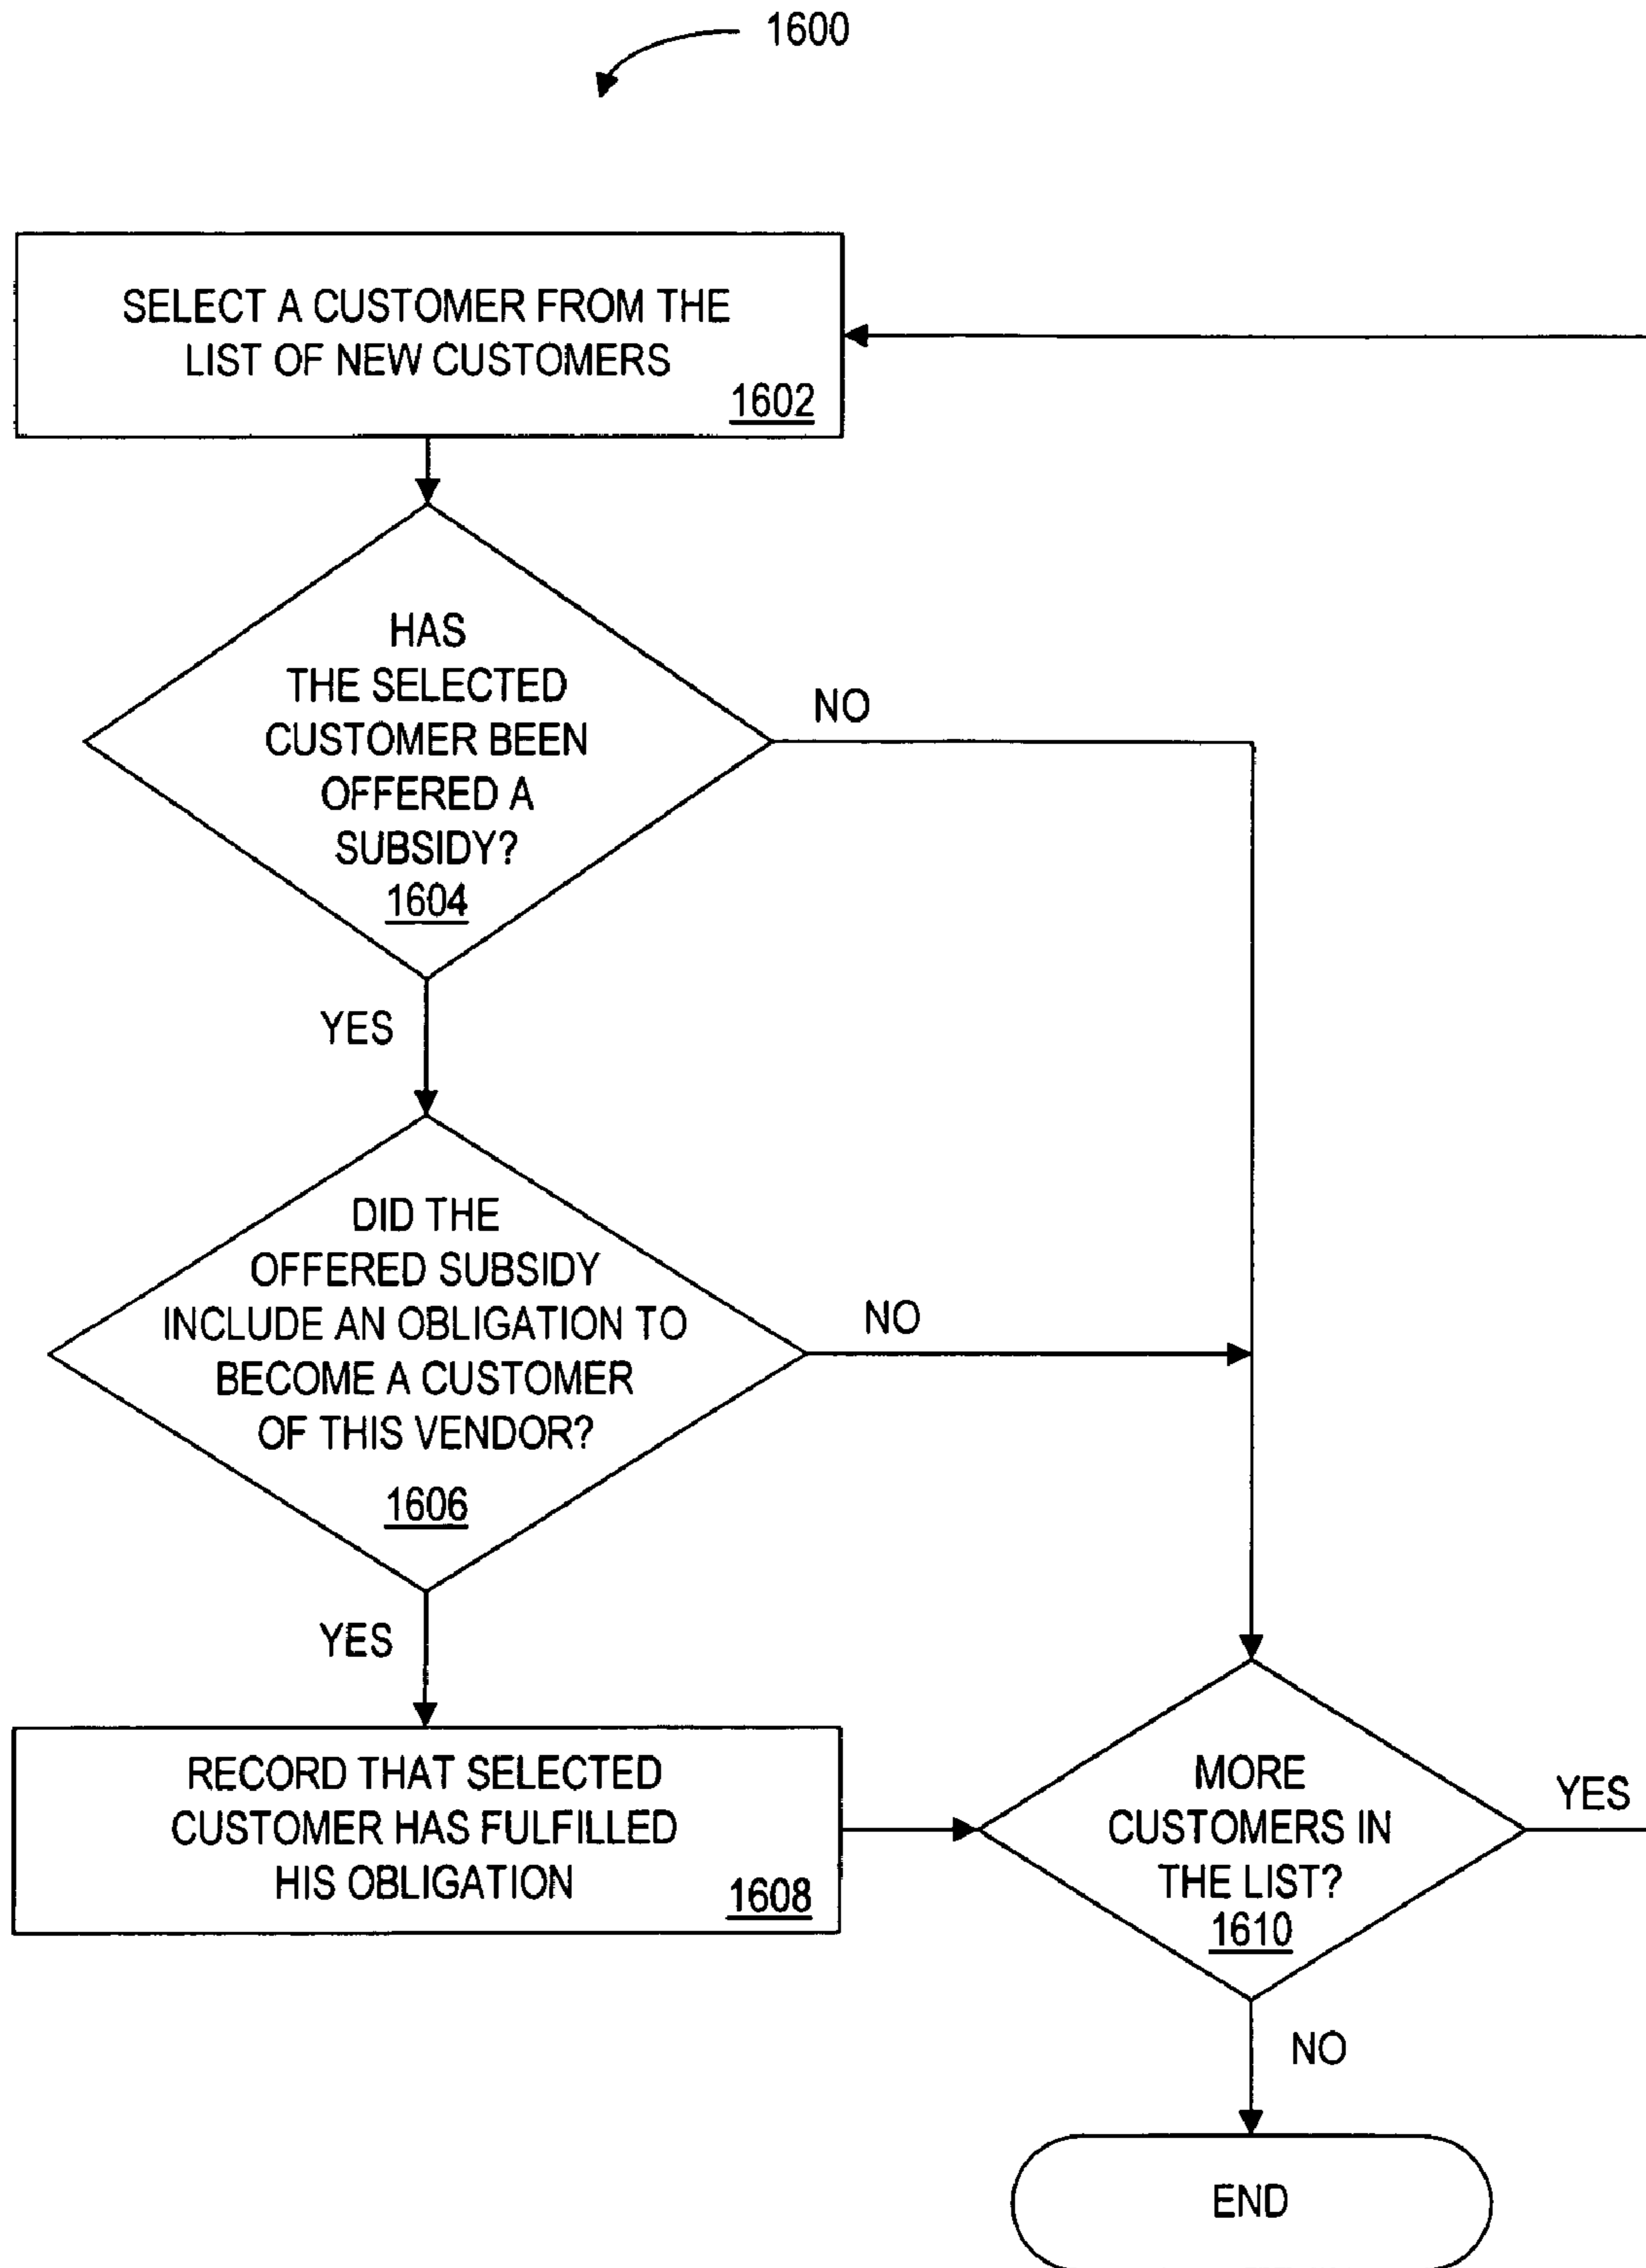 1600
SELECT A CUSTOMER FROM THE
LIST OF NEW CUSTOMERS
1602
HAS
THE SELECTED
CUSTOMER BEEN
OFFERED A
SUBSIDY?
1604
NO
YES
DID THE
OFFERED SUBSIDY
INCLUDE AN OBLIGATION TO
BECOME A CUSTOMER
OF THIS VENDOR?
1606
NO
YES
RECORD THAT SELECTED
CUSTOMER HAS FULFILLED
HIS OBLIGATION
1608
MORE
CUSTOMERS IN
THE LIST?
1610
YES
NO
END